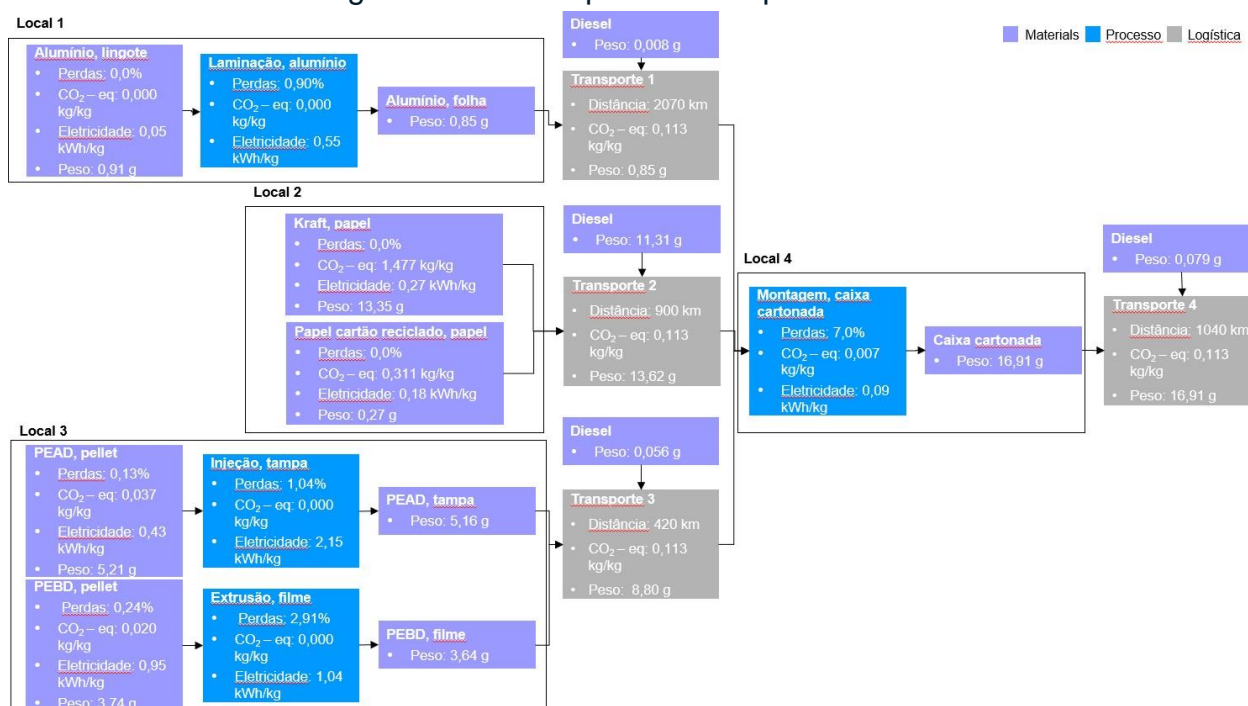 Local 1
Alumínio, lingote
• Perdas: 0,0%
• CO₂ – eq: 0,000
kg/kg
• Eletricidade: 0,05
kWh/kg
• Peso: 0,91 g
Laminação, alumínio
• Perdas: 0,90%
• CO₂ – eq: 0,000
kg/kg
• Eletricidade: 0,55
kWh/kg
Alumínio, folha
• Peso: 0,85 g
Diesel
• Peso: 0,008 g
Transporte 1
• Distância: 2070 km
• CO₂ – eq: 0,113
kg/kg
• Peso: 0,85 g
Materials
Processo
Logística
Local 2
Kraft, papel
• Perdas: 0,0%
• CO₂ – eq: 1,477 kg/kg
• Eletricidade: 0,27 kWh/kg
• Peso: 13,35 g
Papel cartão reciclado, papel
• Perdas: 0,0%
• CO₂ – eq: 0,311 kg/kg
• Eletricidade: 0,18 kWh/kg
• Peso: 0,27 g
Diesel
• Peso: 11,31 g
Transporte 2
• Distância: 900 km
• CO₂ – eq: 0,113
kg/kg
• Peso: 13,62 g
Local 3
PEAD, pellet
• Perdas: 0,13%
• CO₂ – eq: 0,037
kg/kg
• Eletricidade: 0,43
kWh/kg
• Peso: 5,21 g
Injeção, tampa
• Perdas: 1,04%
• CO₂ – eq: 0,000
kg/kg
• Eletricidade: 2,15
kWh/kg
PEAD, tampa
• Peso: 5,16 g
PEBD, pellet
• Perdas: 0,24%
• CO₂ – eq: 0,020
kg/kg
• Eletricidade: 0,95
kWh/kg
• Peso: 3,74 g
Extrusão, filme
• Perdas: 2,91%
• CO₂ – eq: 0,000
kg/kg
• Eletricidade: 1,04
kWh/kg
PEBD, filme
• Peso: 3,64 g
Diesel
• Peso: 0,056 g
Transporte 3
• Distância: 420 km
• CO₂ – eq: 0,113
kg/kg
• Peso: 8,80 g
Local 4
Montagem, caixa
cartonada
• Perdas: 7,0%
• CO₂ – eq: 0,007
kg/kg
• Eletricidade: 0,09
kWh/kg
Caixa cartonada
• Peso: 16,91 g
Diesel
• Peso: 0,079 g
Transporte 4
• Distância: 1040 km
• CO₂ – eq: 0,113
kg/kg
• Peso: 16,91 g